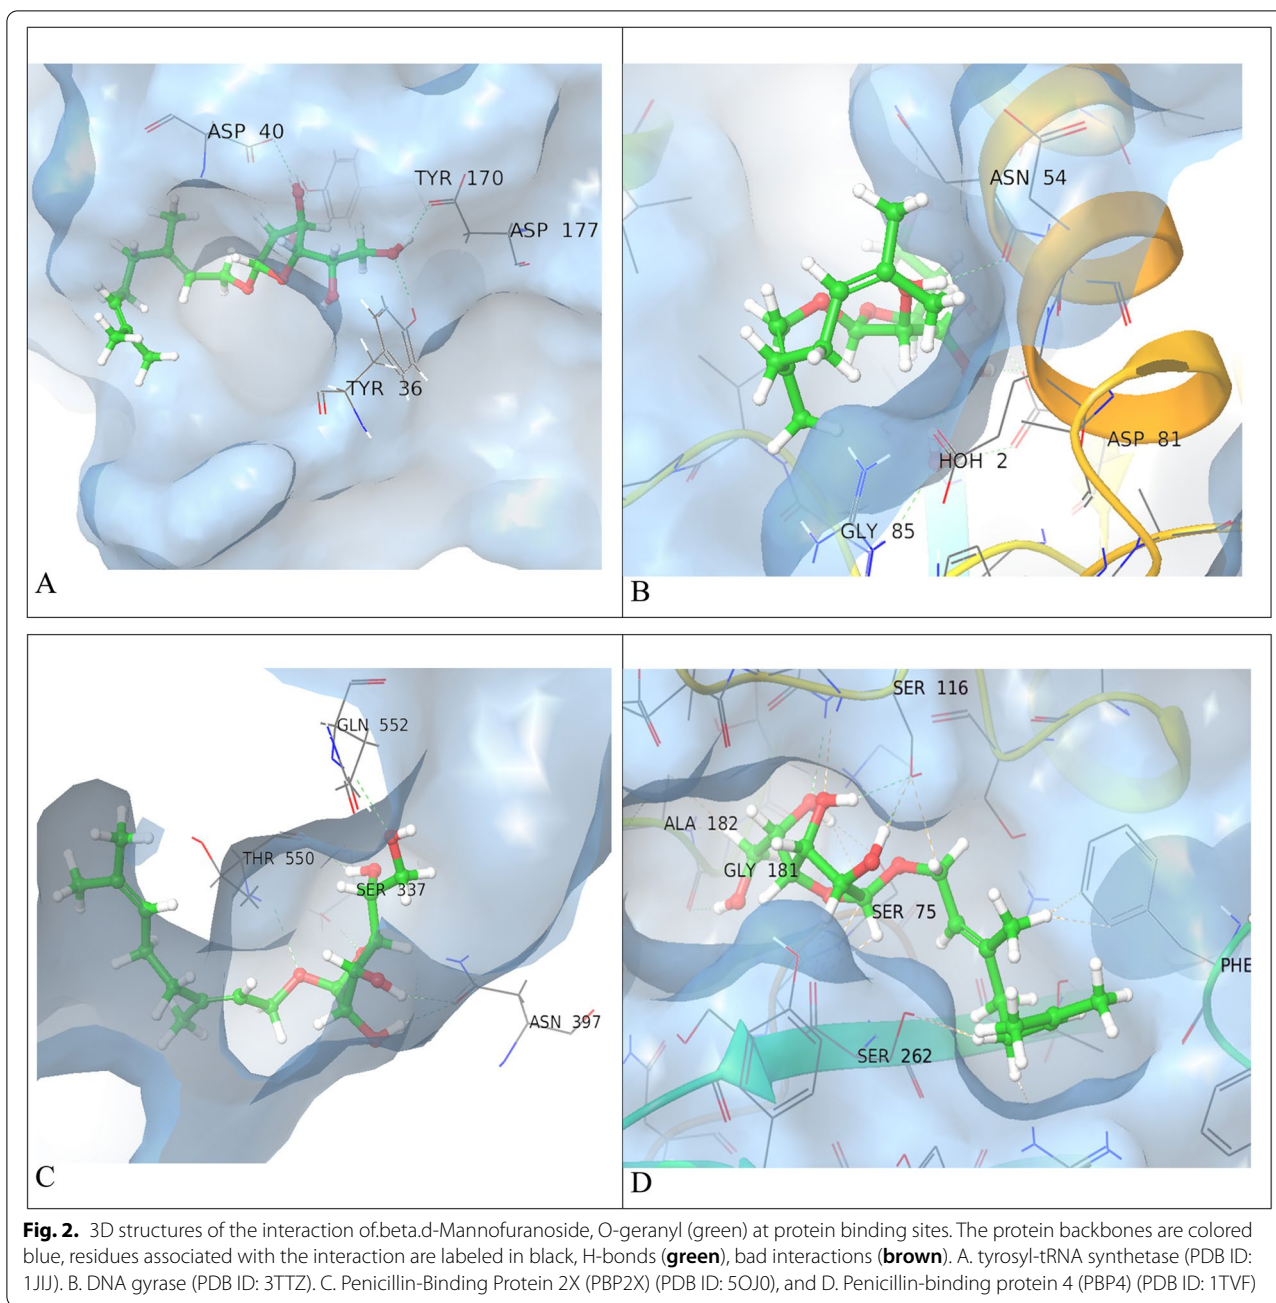 ASP 40
TYR 170
ASP 177
TYR 36
A
ASN 54
ASP 81
HOH 2
GLY 85
B
GLN 552
THR 550
SER 337
ASN 397
C
SER 116
ALA 182
GLY 181
SER 75
PHE
SER 262
D
Fig. 2. 3D structures of the interaction of.beta.d-Mannofuranoside, O-geranyl (green) at protein binding sites. The protein backbones are colored
blue, residues associated with the interaction are labeled in black, H-bonds (green), bad interactions (brown). A. tyrosyl-tRNA synthetase (PDB ID:
1JIJ). B. DNA gyrase (PDB ID: 3TTZ). C. Penicillin-Binding Protein 2X (PBP2X) (PDB ID: 5OJ0), and D. Penicillin-binding protein 4 (PBP4) (PDB ID: 1TVF)